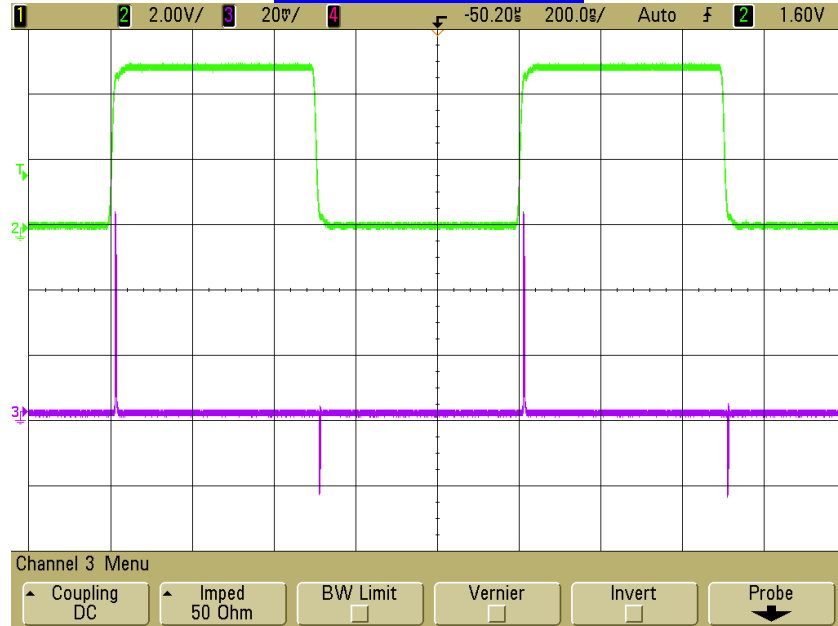 1 2 2.00V/ 3 20mV/ 4 -50.20µs 200.0µs/ Auto 2 1.60V
T
2
3
Channel 3 Menu
Coupling Imped BW Limit Vernier Invert Probe
DC 50 Ohm